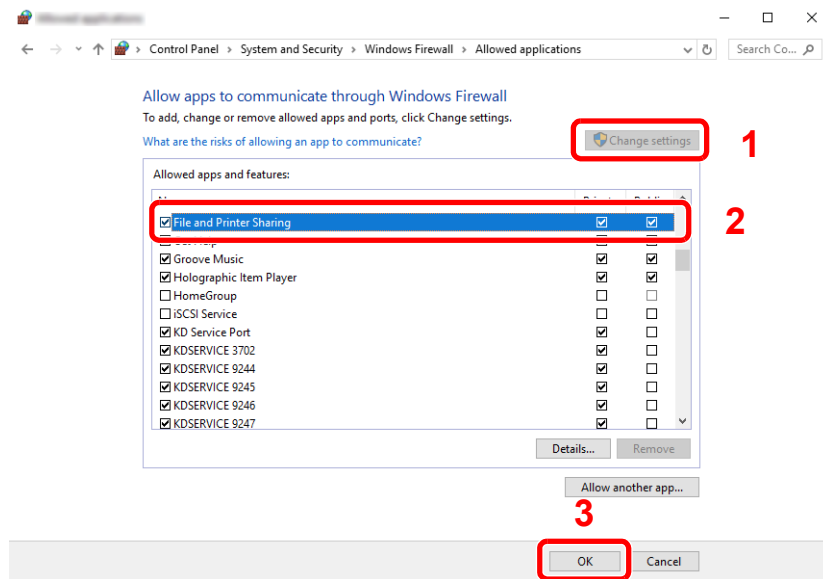 Control Panel > System and Security > Windows Firewall > Allowed applications
Search Co...
Allow apps to communicate through Windows Firewall
To add, change or remove allowed apps and ports, click Change settings.
What are the risks of allowing an app to communicate?
Change settings
1
Allowed apps and features:
File and Printer Sharing
2
Groove Music
Holographic Item Player
HomeGroup
iSCSI Service
KD Service Port
KDSERVICE 3702
KDSERVICE 9244
KDSERVICE 9245
KDSERVICE 9246
KDSERVICE 9247
Details...
Remove
Allow another app...
3
OK
Cancel